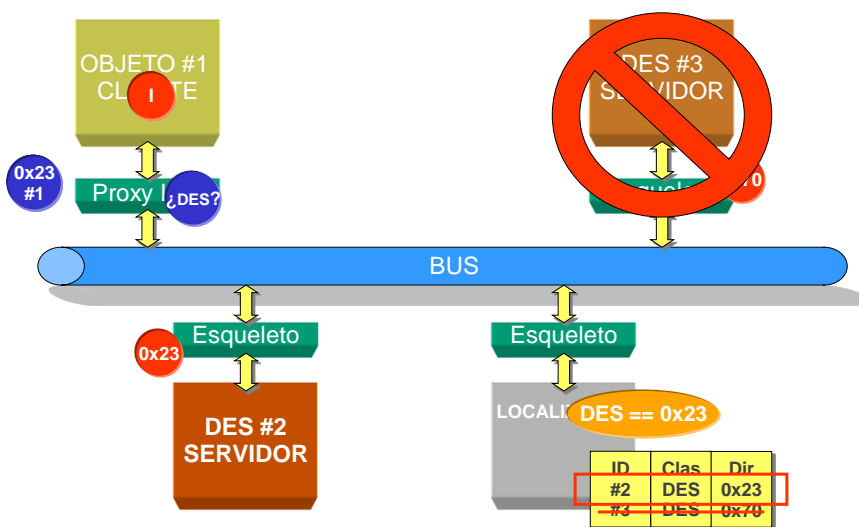 OBJETO #1
I
DES #3
SERVIDOR
0x23
#1
Proxy
¿DES?
BUS
Esqueleto
Esqueleto
0x23
DES #2
SERVIDOR
DES == 0x23
ID Clas Dir
#2 DES 0x23
#3 DES 0x70